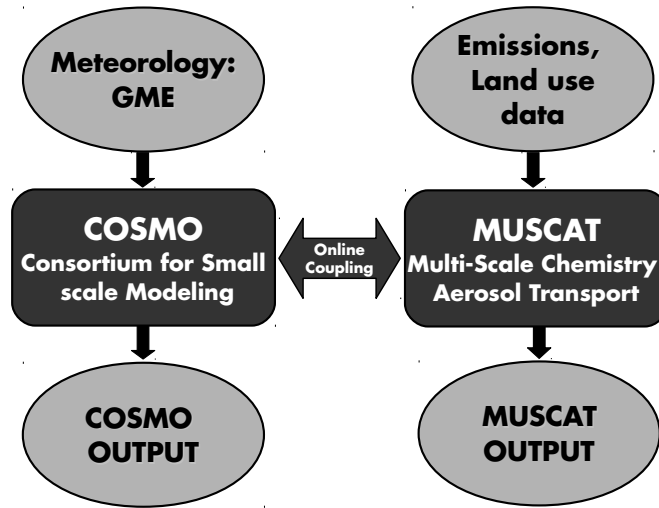 Meteorology:
GME
Emissions,
Land use
data
COSMO
Consortium for Small
scale Modeling
Online
Coupling
MUSCAT
Multi-Scale Chemistry
Aerosol Transport
COSMO
OUTPUT
MUSCAT
OUTPUT